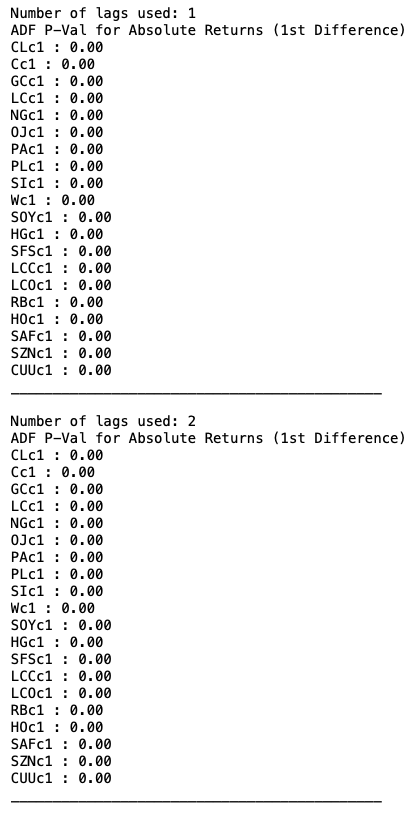 Number of lags used: 1
ADF P-Val for Absolute Returns (1st Difference)
CLc1 : 0.00
Cc1 : 0.00
GCc1 : 0.00
LCc1 : 0.00
NGc1 : 0.00
OJc1 : 0.00
PAc1 : 0.00
PLc1 : 0.00
SIc1 : 0.00
Wc1 : 0.00
SOYc1 : 0.00
HGc1 : 0.00
SFSc1 : 0.00
LCCc1 : 0.00
LCOc1 : 0.00
RBc1 : 0.00
HOc1 : 0.00
SAFc1 : 0.00
SZNc1 : 0.00
CUUc1 : 0.00
Number of lags used: 2
ADF P-Val for Absolute Returns (1st Difference)
CLc1 : 0.00
Cc1 : 0.00
GCc1 : 0.00
LCc1 : 0.00
NGc1 : 0.00
OJc1 : 0.00
PAc1 : 0.00
PLc1 : 0.00
SIc1 : 0.00
Wc1 : 0.00
SOYc1 : 0.00
HGc1 : 0.00
SFSc1 : 0.00
LCCc1 : 0.00
LCOc1 : 0.00
RBc1 : 0.00
HOc1 : 0.00
SAFc1 : 0.00
SZNc1 : 0.00
CUUc1 : 0.00